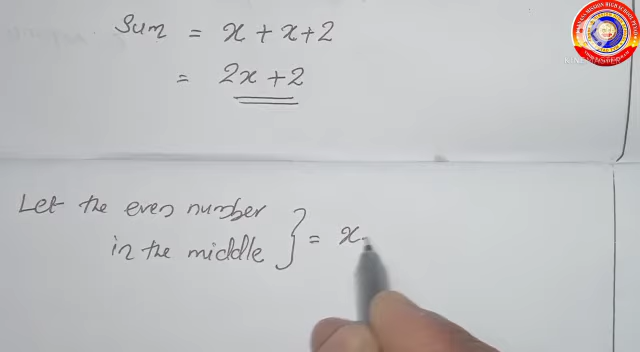 Sum = x + x+2
= 2x +2
Let the even number
in the middle } = x